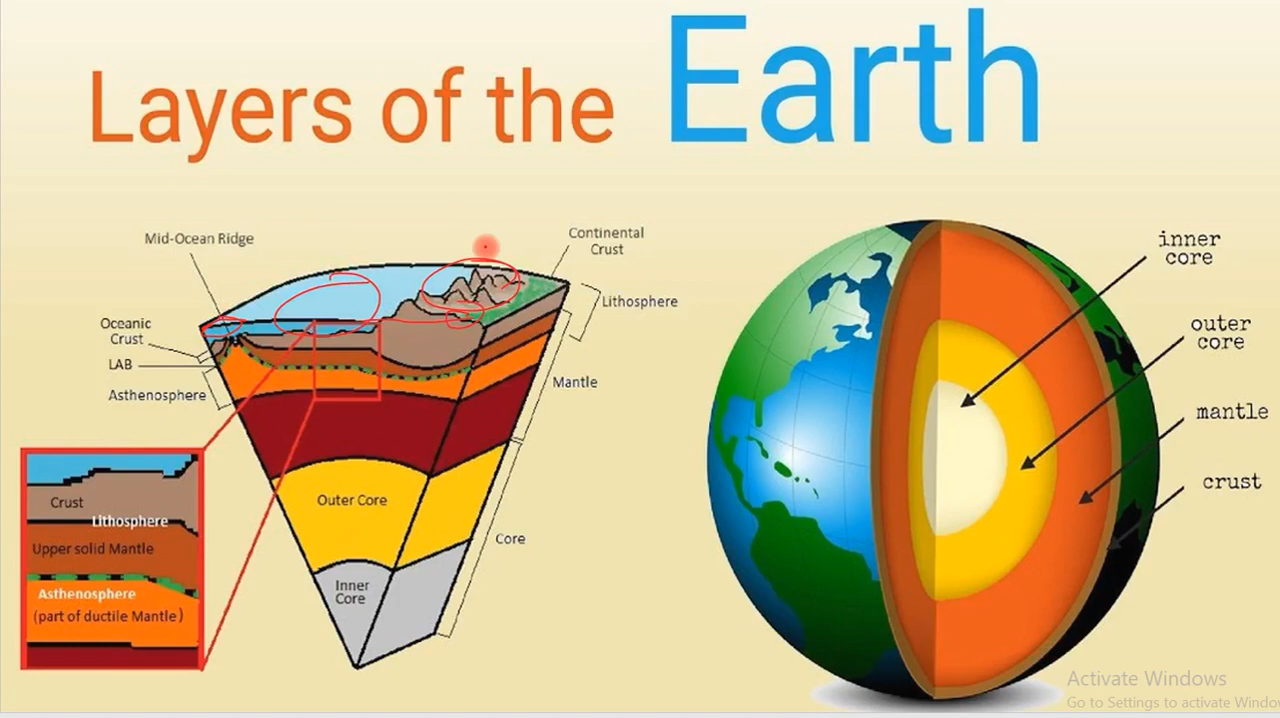 Layers of the Earth
Mid-Ocean Ridge
Continental
Crust
Lithosphere
Oceanic
Crust
LAB
Asthenosphere
Mantle
Crust
Lithosphere
Upper solid Mantle
Asthenosphere
(part of ductile Mantle)
Outer Core
Inner
Core
Core
inner
core
outer
core
mantle
crust
Activate Windows
Go to Settings to activate Windo